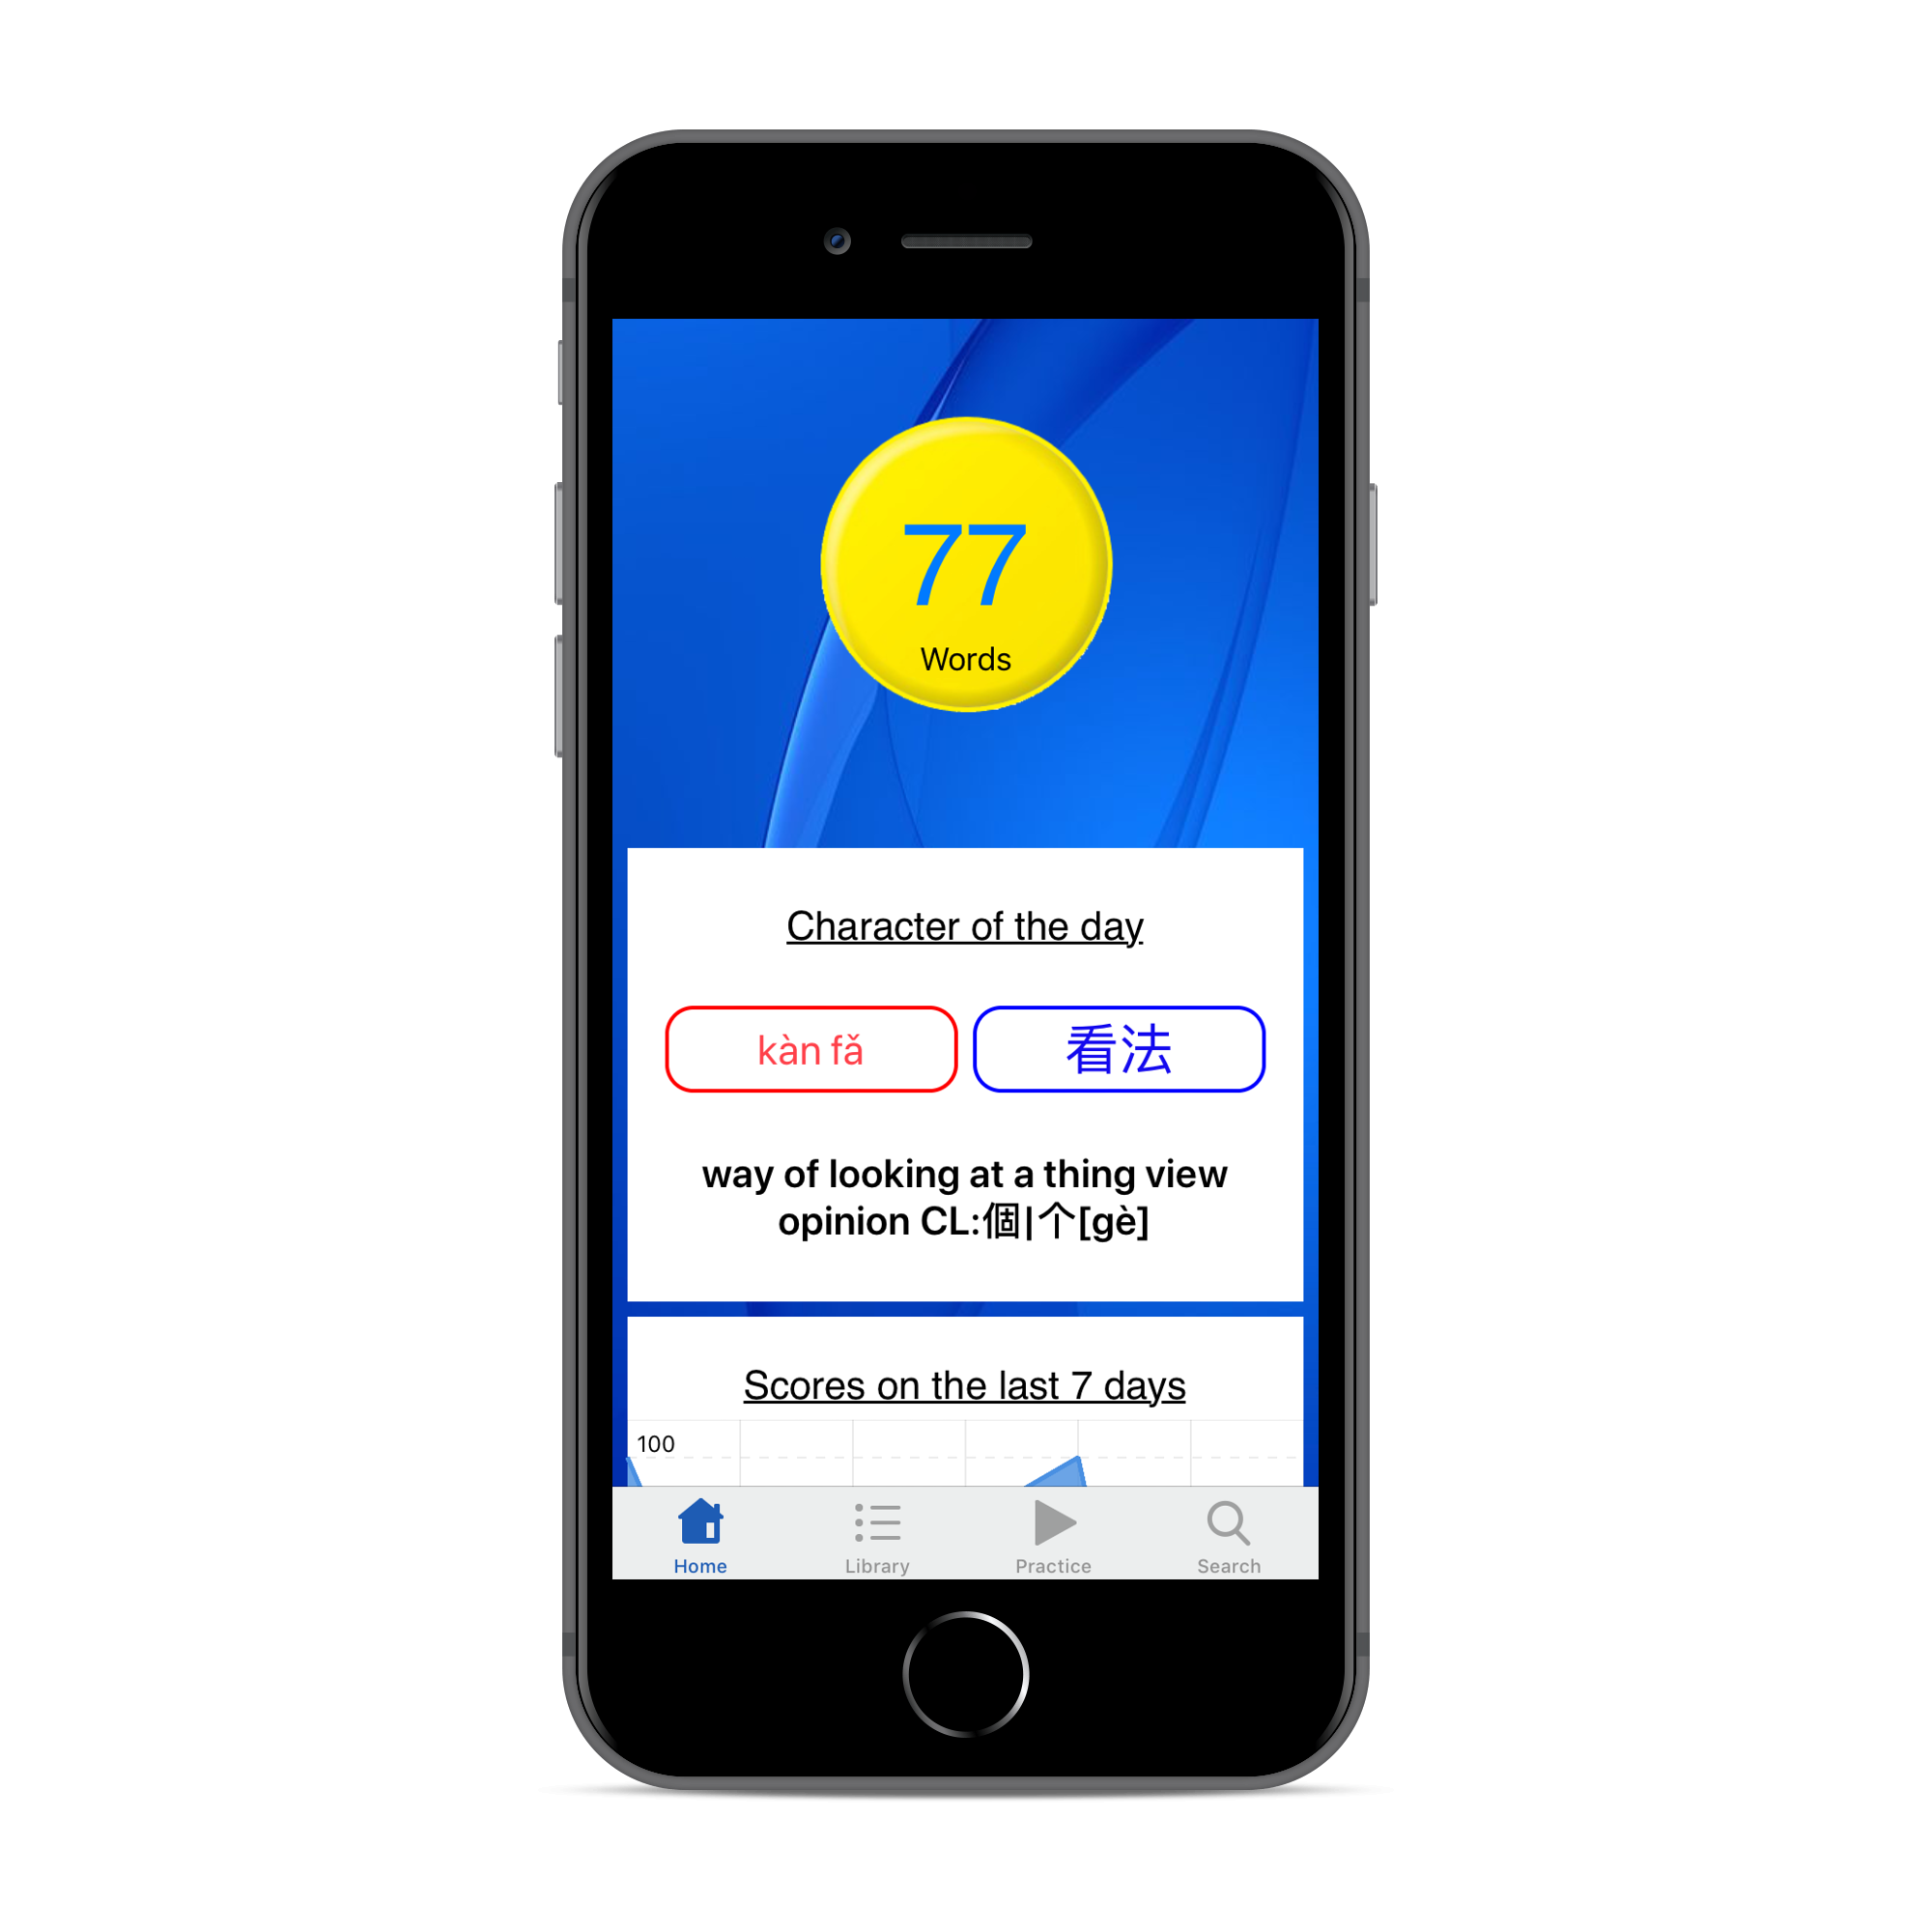 77
Words
Character of the day
kàn fǎ
看法
way of looking at a thing view
opinion CL:個|个[gè]
Scores on the last 7 days
100
Home
Library
Practice
Search